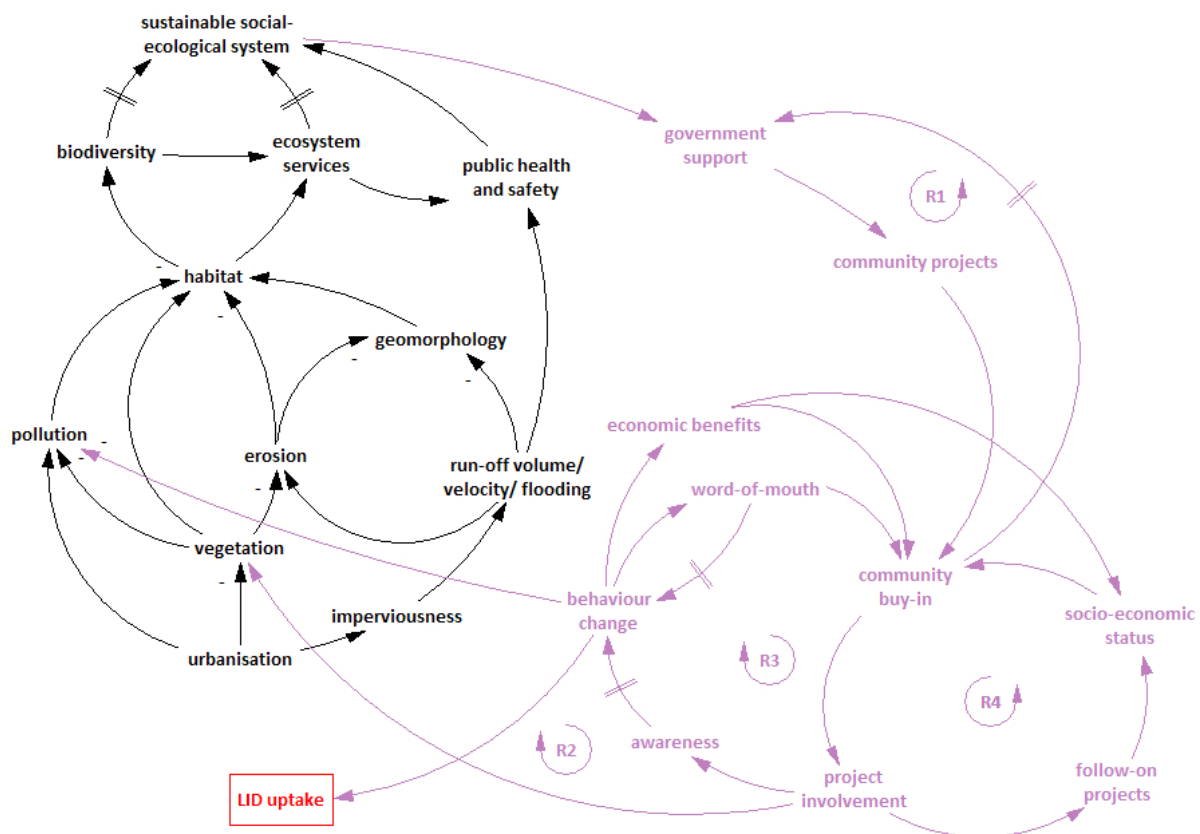 sustainable social-
ecological system
government
support
biodiversity
ecosystem
services
public health
and safety
R1
community projects
-
habitat
-
geomorphology
-
-
economic benefits
pollution
-
-
-
erosion
run-off volume/
velocity/ flooding
-
word-of-mouth
vegetation
-
community
buy-in
behaviour
change
imperviousness
socio-economic
status
urbanisation
R3
R4
R2
awareness
LID uptake
project
involvement
follow-on
projects